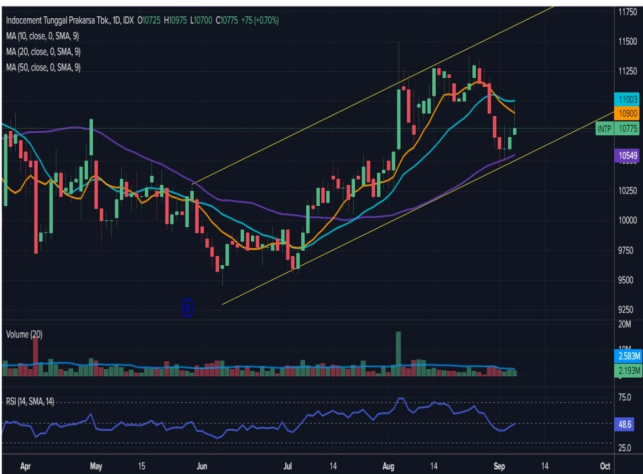 Indocement Tunggal Prakarsa Tbk., 1D, IDX O10725 H10975 L10700 C10775 +75 (+0.70%)
MA (10, close, 0, SMA, 9)
MA (20, close, 0, SMA, 9)
MA (50, close, 0, SMA, 9)
11750
11500
11250
11003
10900
INTP 10775
10549
10250
10000
9750
9500
9250
Volume (20)
20M
2.583M
2.193M
RSI (14, SMA, 14)
75.0
48.6
25.0
Apr May 15 Jun Jul 14 Aug 14 Sep 14 Oct